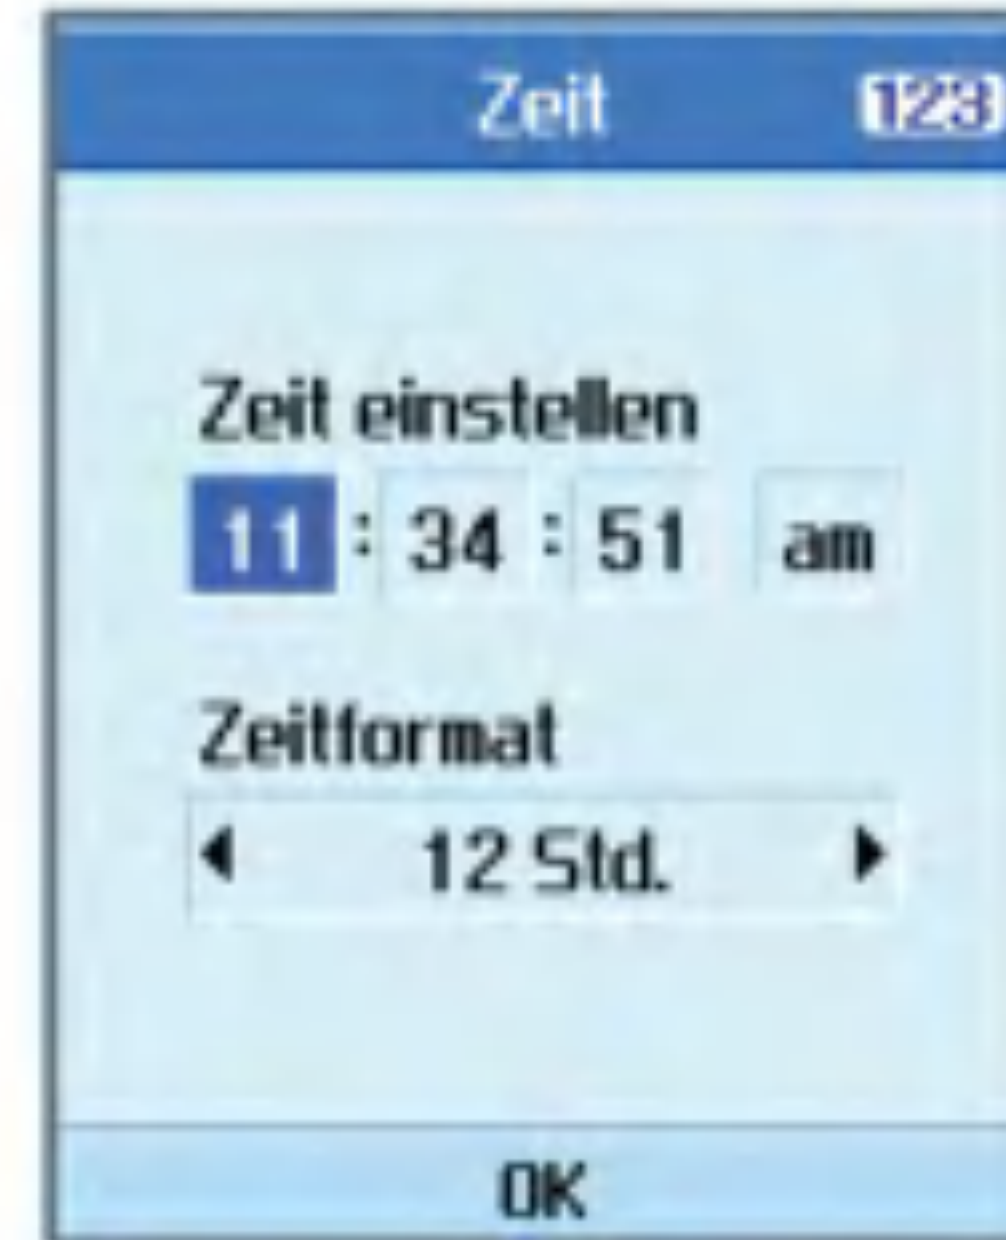 Zeit 123
Zeit einstellen
11 : 34 : 51 am
Zeitformat
12 Std.
OK